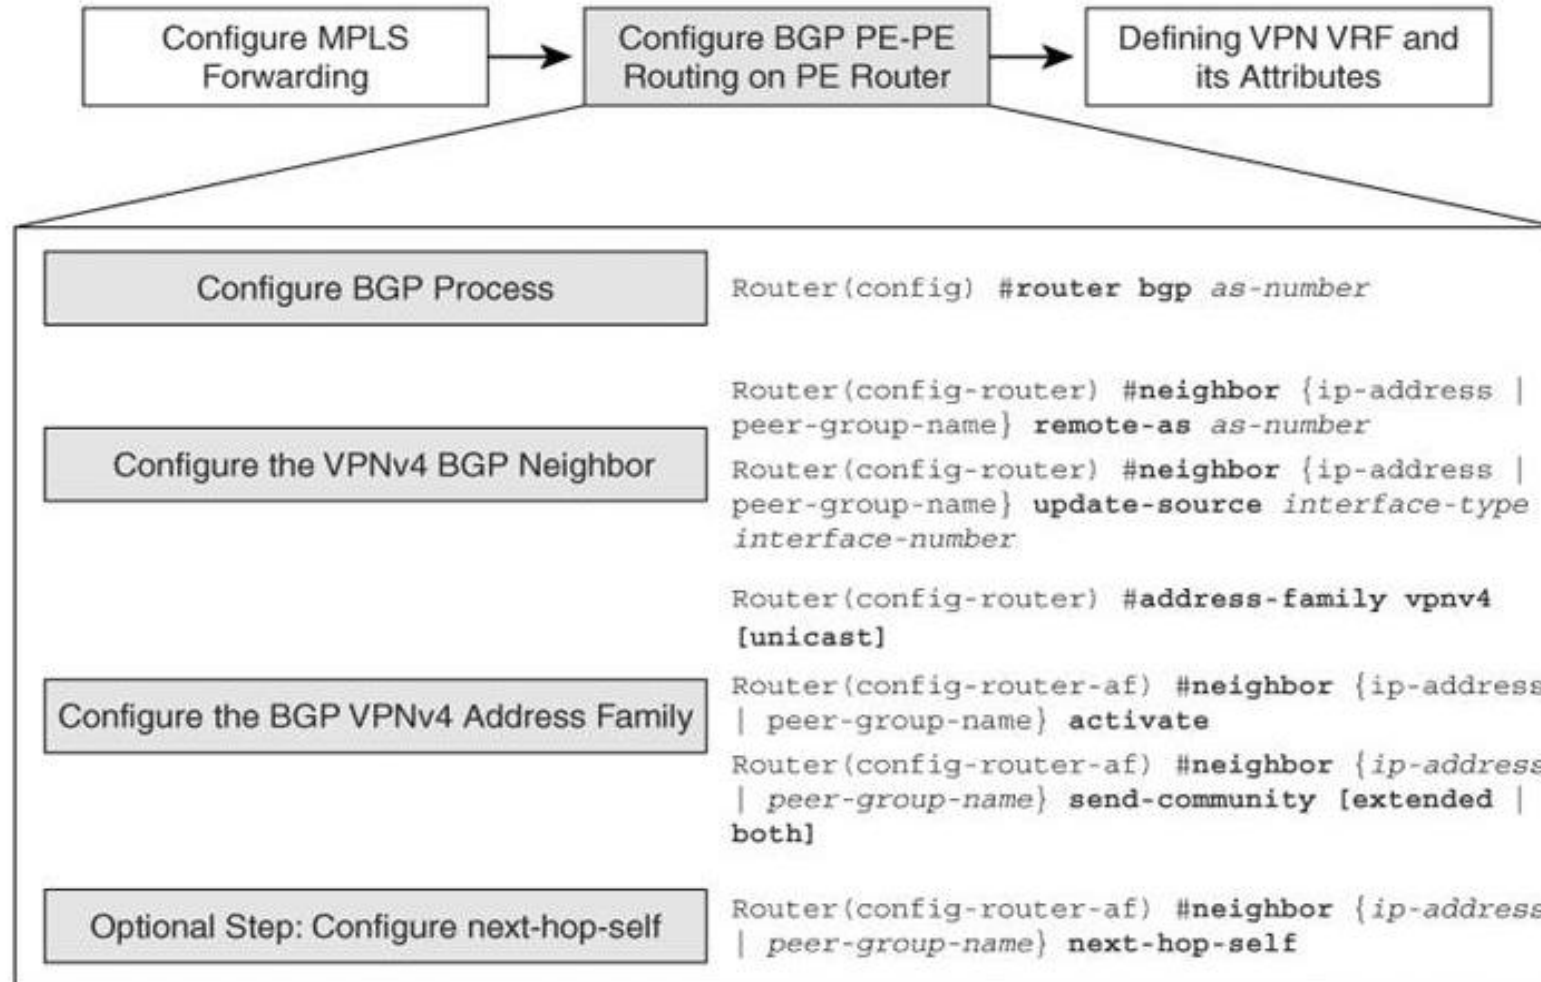 Configure MPLS
Forwarding
Configure BGP PE-PE
Routing on PE Router
Defining VPN VRF and
its Attributes
Configure BGP Process
Router(config) #router bgp as-number
Configure the VPNv4 BGP Neighbor
Router(config-router) #neighbor {ip-address |
peer-group-name} remote-as as-number
Router(config-router) #neighbor {ip-address |
peer-group-name} update-source interface-type
interface-number
Configure the BGP VPNv4 Address Family
Router(config-router) #address-family vpnv4
[unicast]
Router(config-router-af) #neighbor {ip-address
| peer-group-name} activate
Router(config-router-af) #neighbor {ip-address
| peer-group-name} send-community [extended |
both]
Optional Step: Configure next-hop-self
Router(config-router-af) #neighbor {ip-address
| peer-group-name} next-hop-self